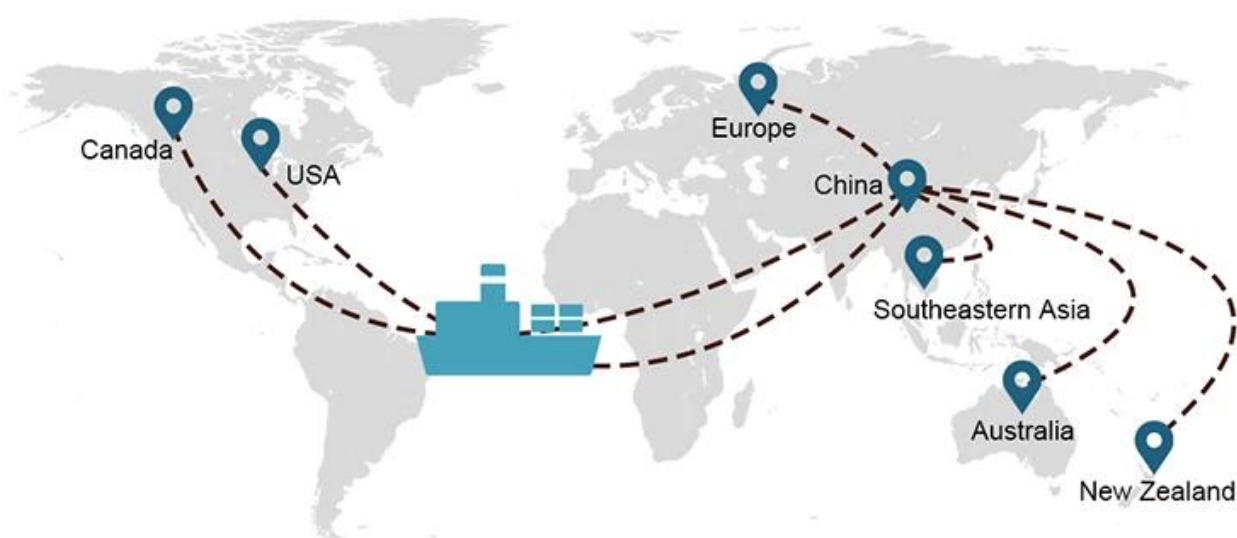 Canada
USA
Europe
China
Southeastern Asia
Australia
New Zealand